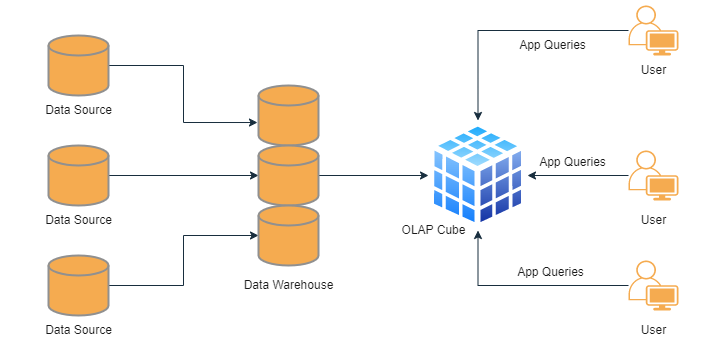 App Queries
User
Data Source
App Queries
Data Source
User
OLAP Cube
App Queries
Data Warehouse
Data Source
User